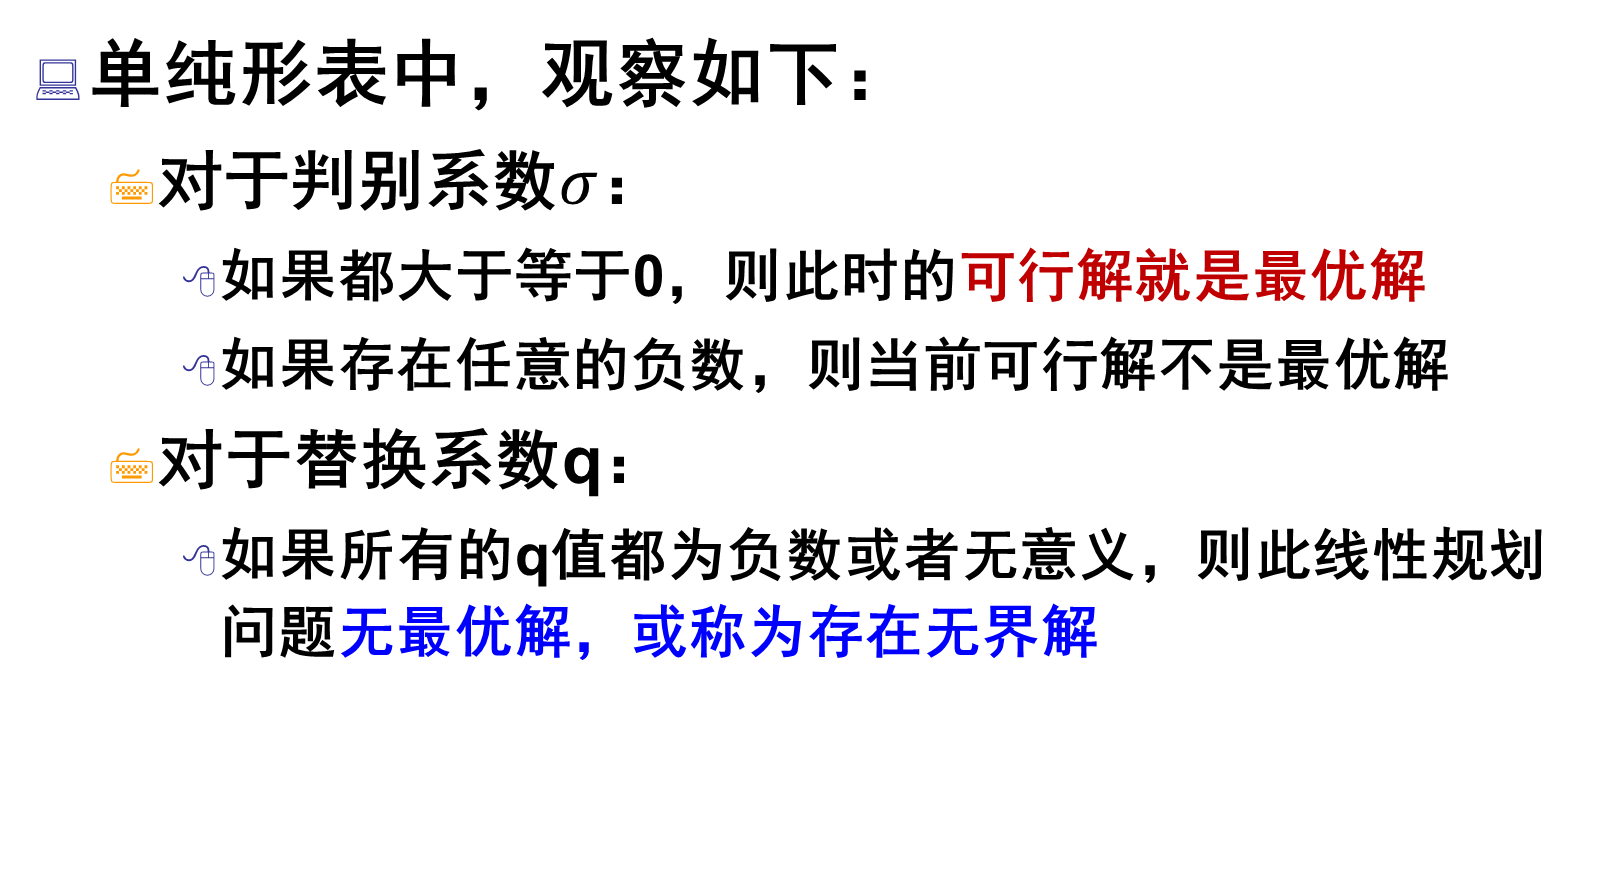 单纯形表中，观察如下：
对于判别系数σ：
如果都大于等于0，则此时的可行解就是最优解
如果存在任意的负数，则当前可行解不是最优解
对于替换系数q：
如果所有的q值都为负数或者无意义，则此线性规划
问题无最优解，或称为存在无界解